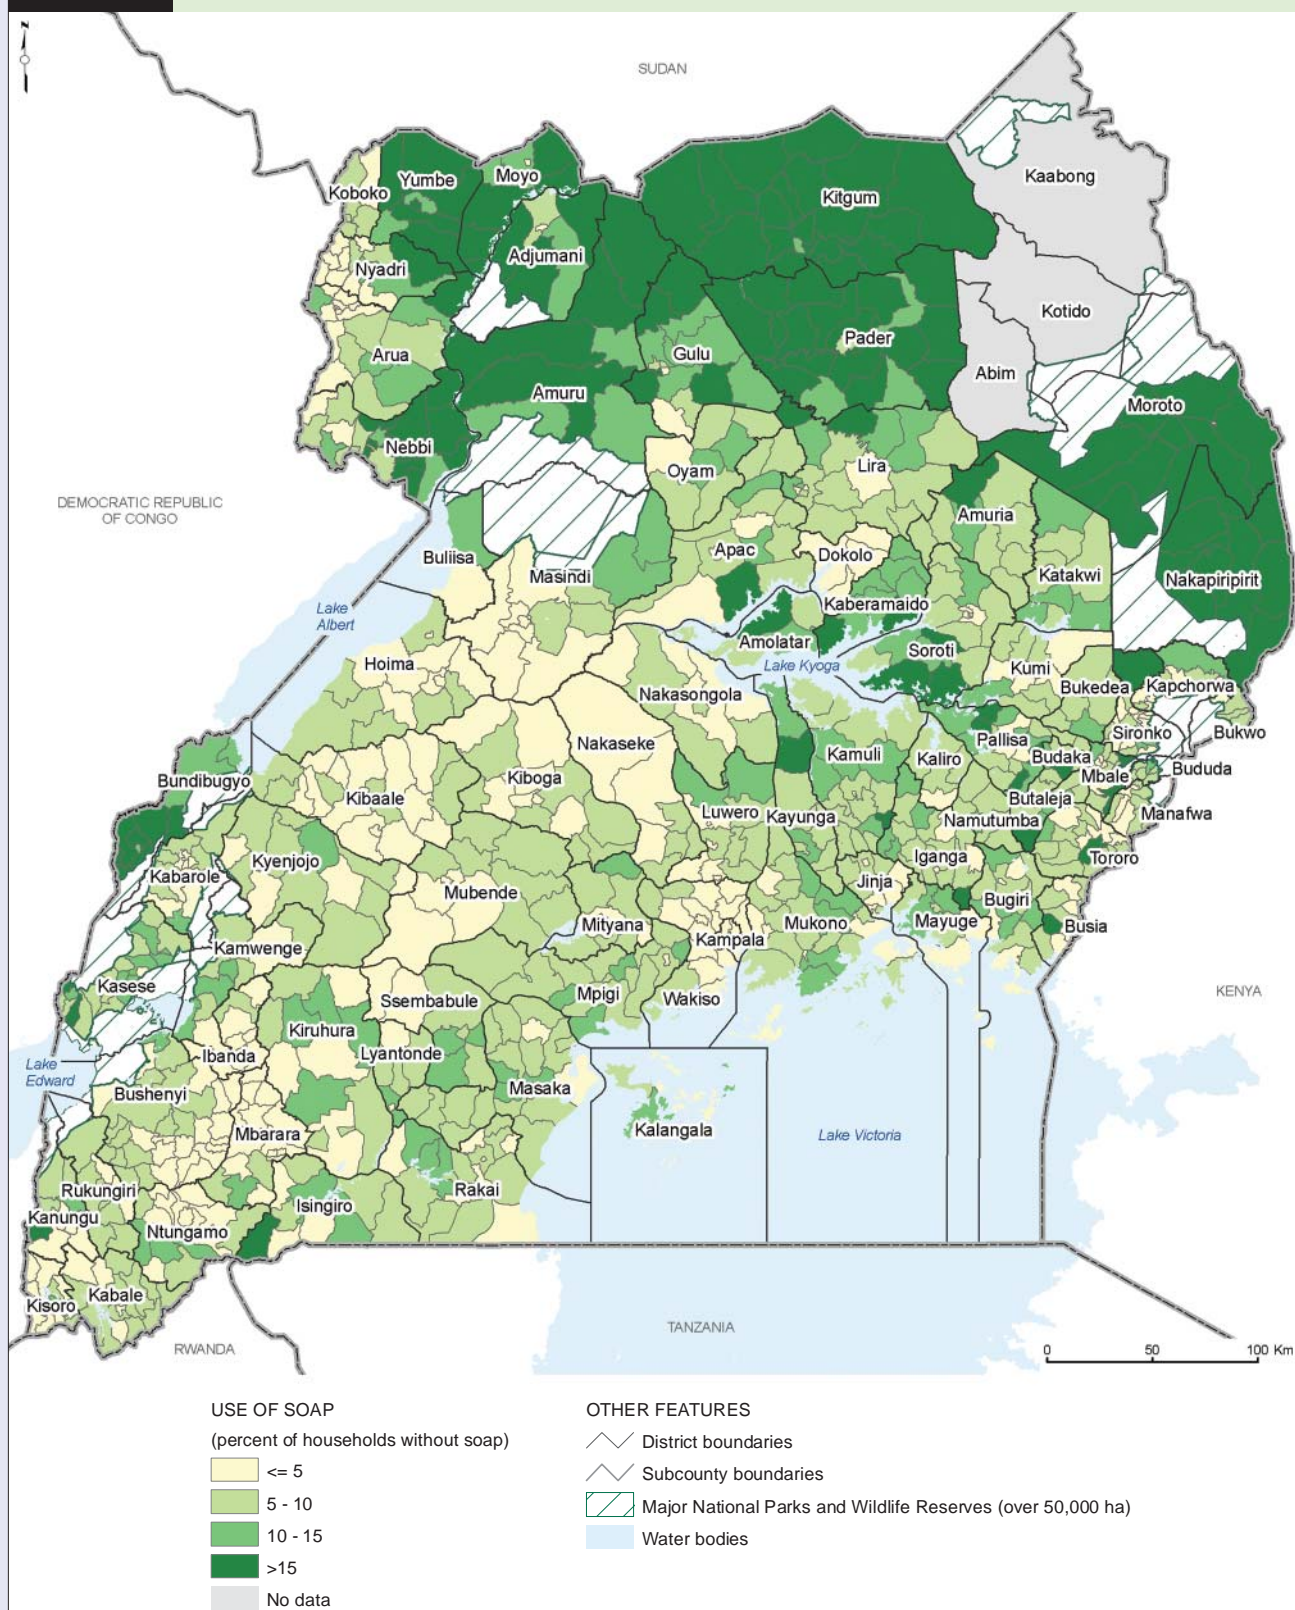 N
SUDAN
Kaabong
Koboko
Yumbe
Moyo
Kitgum
Nyadri
Adjumani
Kotido
Arua
Gulu
Pader
Abim
Amuru
Moroto
Nebbi
Oyam
Lira
DEMOCRATIC REPUBLIC
OF CONGO
Amuria
Buliisa
Apac
Dokolo
Masindi
Katakwi
Nakapiripirit
Lake
Albert
Kaberamaido
Amolatar
Soroti
Hoima
Lake Kyoga
Kumi
Nakasongola
Bukedea
Kapchorwa
Nakaseke
Pallisa
Sironko
Bukwo
Bundibugyo
Kiboga
Kamuli
Kaliro
Budaka
Mbale
Bududa
Kibaale
Butaleja
Luwero
Kayunga
Namutumba
Manafwa
Kyenjojo
Iganga
Tororo
Kabarole
Mubende
Jinja
Bugiri
Mityana
Mukono
Mayuge
Busia
Kamwenge
Kampala
Kasese
Ssembabule
Mpigi
Wakiso
KENYA
Kiruhura
Ibanda
Lyantonde
Lake
Edward
Bushenyi
Masaka
Mbarara
Kalangala
Lake Victoria
Rukungiri
Rakai
Kanungu
Isingiro
Ntungamo
Kabale
Kisoro
RWANDA
TANZANIA
0 50 100 Km
USE OF SOAP
(percent of households without soap)
<= 5
5 - 10
10 - 15
>15
No data
OTHER FEATURES
District boundaries
Subcounty boundaries
Major National Parks and Wildlife Reserves (over 50,000 ha)
Water bodies